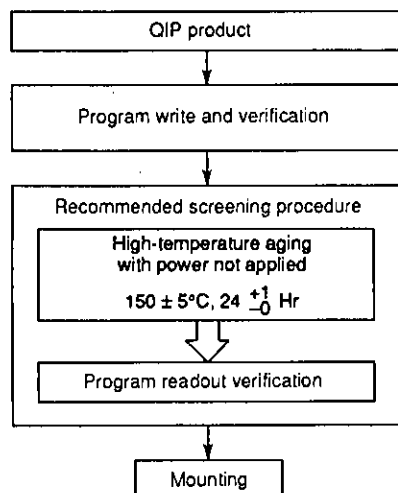 QIP product
Program write and verification
Recommended screening procedure
High-temperature aging
with power not applied
150 ± 5°C, 24 +1 −0 Hr
Program readout verification
Mounting